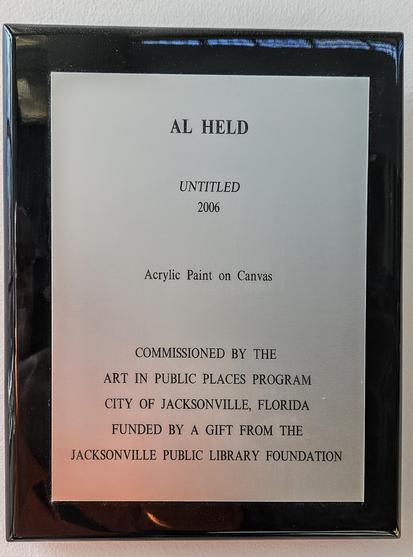 AL HELD
UNTITLED
2006
Acrylic Paint on Canvas
COMMISSIONED BY THE
ART IN PUBLIC PLACES PROGRAM
CITY OF JACKSONVILLE, FLORIDA
FUNDED BY A GIFT FROM THE
JACKSONVILLE PUBLIC LIBRARY FOUNDATION